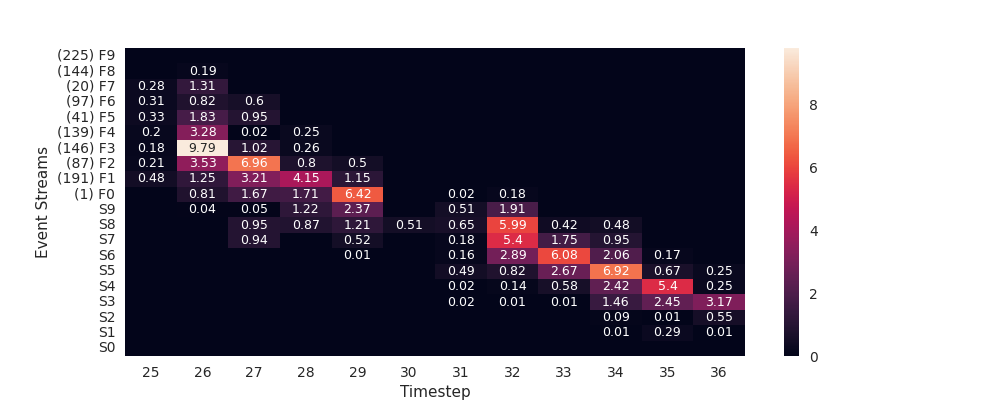 (225) F9
(144) F8 0.19
(20) F7 0.28 1.31
(97) F6 0.31 0.82 0.6
(41) F5 0.33 1.83 0.95
(139) F4 0.2 3.28 0.02 0.25
(146) F3 0.18 9.79 1.02 0.26
(87) F2 0.21 3.53 6.96 0.8 0.5
(191) F1 0.48 1.25 3.21 4.15 1.15
(1) F0 0.81 1.67 1.71 6.42 0.02 0.18
S9 0.04 0.05 1.22 2.37 0.51 1.91
S8 0.95 0.87 1.21 0.51 0.65 5.99 0.42 0.48
S7 0.94 0.52 0.18 5.4 1.75 0.95
S6 0.01 0.16 2.89 6.08 2.06 0.17
S5 0.49 0.82 2.67 6.92 0.67 0.25
S4 0.02 0.14 0.58 2.42 5.4 0.25
S3 0.02 0.01 0.01 1.46 2.45 3.17
S2 0.09 0.01 0.55
S1 0.01 0.29 0.01
S0
25 26 27 28 29 30 31 32 33 34 35 36
Timestep
Event Streams
8
6
4
2
0